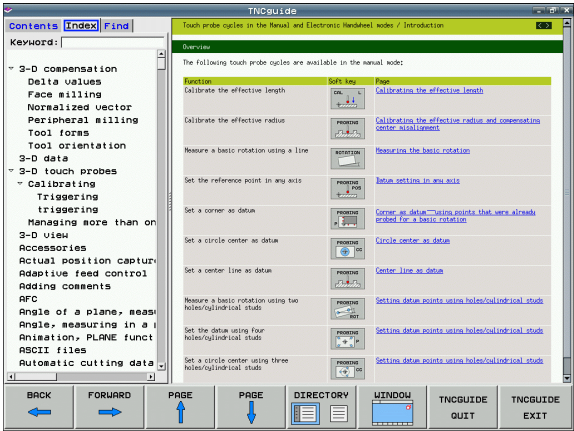 TNCguide
Contents Index Find
Keyword:
3-D compensation
Delta values
Face milling
Normalized vector
Peripheral milling
Tool forms
Tool orientation
3-D data
3-D touch probes
Calibrating
Triggering
triggering
Managing more than on
3-D view
Accessories
Actual position captur
Adaptive feed control
Adding comments
AFC
Angle of a plane, meas
Angle, measuring in a
Animation, PLANE funct
ASCII files
Automatic cutting data
Touch probe cycles in the Manual and Electronic Handwheel modes / Introduction
Overview
The following touch probe cycles are available in the manual mode:
Function Soft key Page
Calibrate the effective length CAL L Calibrating the effective length
Calibrate the effective radius PROBING Calibrating the effective radius and compensating
center misalignment
Measure a basic rotation using a line ROTATION Measuring the basic rotation
Set the reference point in any axis PROBING POS Datum setting in any axis
Set a corner as datum PROBING P Corner as datum—using points that were already
probed for a basic rotation
Set a circle center as datum PROBING CC Circle center as datum
Set a center line as datum PROBING Center line as datum
Measure a basic rotation using two
holes/cylindrical studs PROBING ROT Setting datum points using holes/cylindrical studs
Set the datum using four
holes/cylindrical studs PROBING P Setting datum points using holes/cylindrical studs
Set a circle center using three
holes/cylindrical studs PROBING CC Setting datum points using holes/cylindrical studs
BACK FORWARD PAGE PAGE DIRECTORY WINDOW TNCGUIDE QUIT TNCGUIDE EXIT